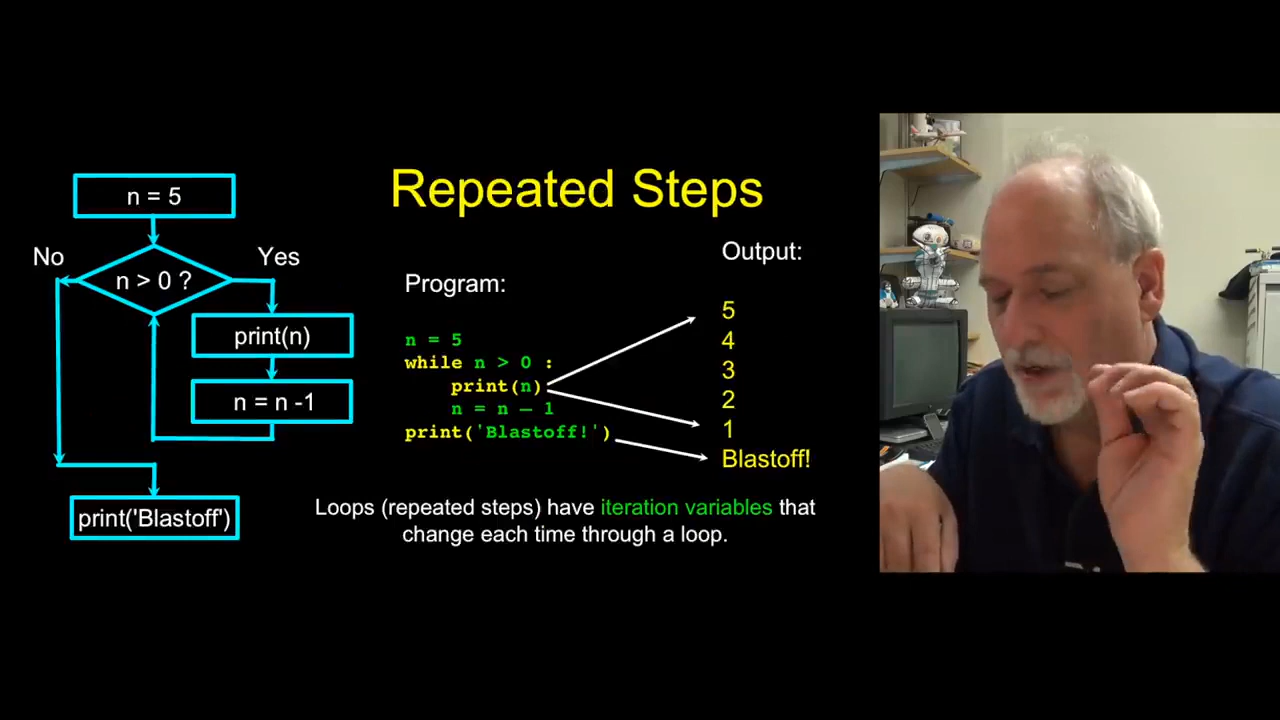 Repeated Steps
n = 5
No
n > 0 ?
Yes
print(n)
n = n -1
print('Blastoff')
Program:
n = 5
while n > 0 :
print(n)
n = n – 1
print('Blastoff!')
Output:
5
4
3
2
1
Blastoff!
Loops (repeated steps) have iteration variables that
change each time through a loop.